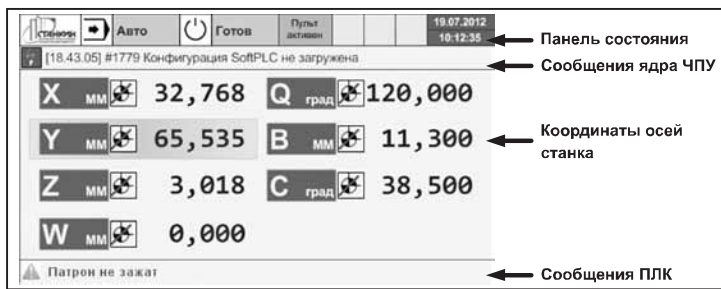 СТАНКИН Авто Готов Пульт активен 19.07.2012
10:12:35
Панель состояния
[18.43.05] #1779 Конфигурация SoftPLC не загружена
Сообщения ядра ЧПУ
X мм 32,768 Q град 120,000
Y мм 65,535 B мм 11,300
Координаты осей
станка
Z мм 3,018 C град 38,500
W мм 0,000
Патрон не зажат
Сообщения ПЛК